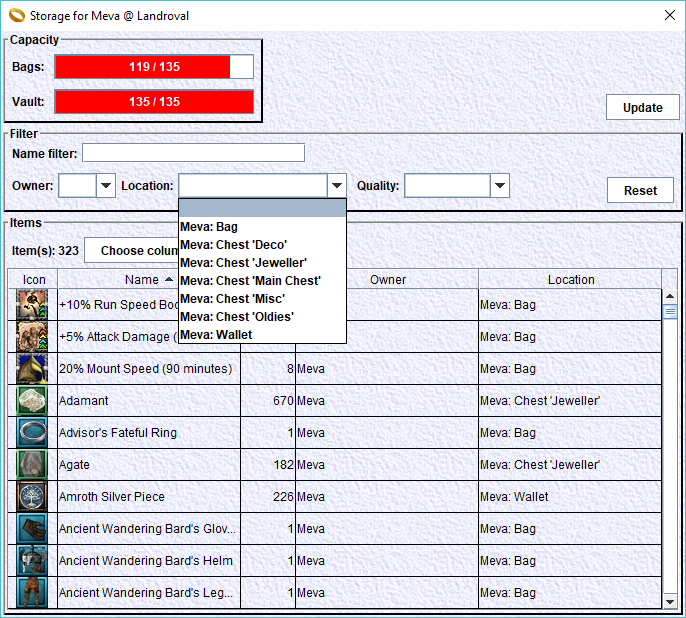 Storage for Meva @ Landroval
Capacity
Bags: 119 / 135
Vault: 135 / 135
Update
Filter
Name filter:
Owner: Location: Quality:
Reset
Meva: Bag
Meva: Chest 'Deco'
Meva: Chest 'Jeweller'
Meva: Chest 'Main Chest'
Meva: Chest 'Misc'
Meva: Chest 'Oldies'
Meva: Wallet
Items
Item(s): 323 Choose colun
Icon Name Owner Location
+10% Run Speed Boo Meva: Bag
+5% Attack Damage ( Meva: Bag
20% Mount Speed (90 minutes) 8 Meva Meva: Bag
Adamant 670 Meva Meva: Chest 'Jeweller'
Advisor's Fateful Ring 1 Meva Meva: Bag
Agate 182 Meva Meva: Chest 'Jeweller'
Amroth Silver Piece 226 Meva Meva: Wallet
Ancient Wandering Bard's Glov... 1 Meva Meva: Bag
Ancient Wandering Bard's Helm 1 Meva Meva: Bag
Ancient Wandering Bard's Leg... 1 Meva Meva: Bag